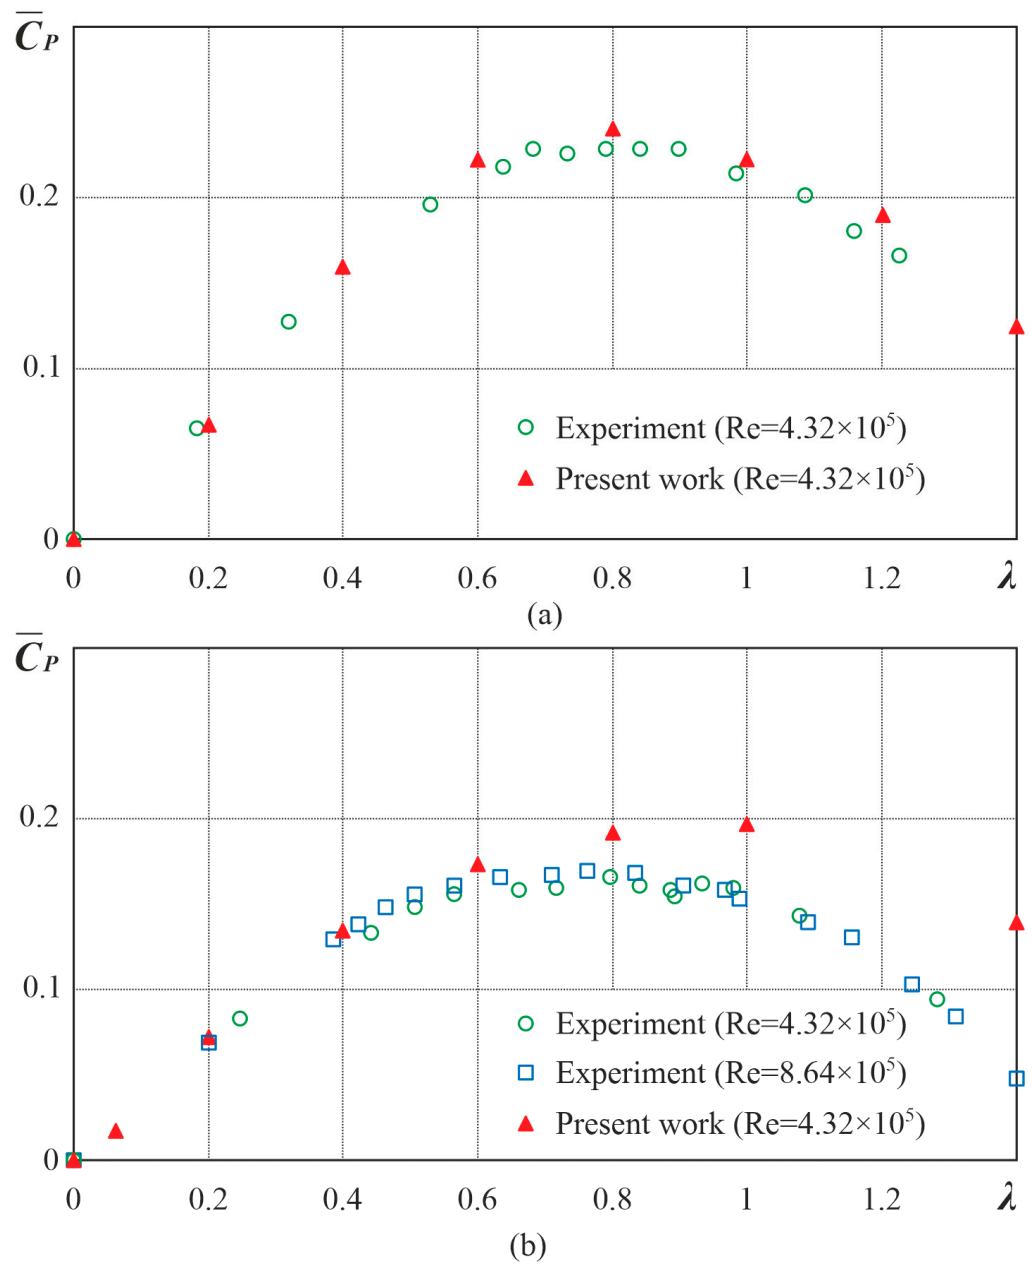 C̅P
0.2
0.1
0
Experiment (Re=4.32×10⁵)
Present work (Re=4.32×10⁵)
0 0.2 0.4 0.6 0.8 1 1.2 λ
(a)
C̅P
0.2
0.1
0
Experiment (Re=4.32×10⁵)
Experiment (Re=8.64×10⁵)
Present work (Re=4.32×10⁵)
0 0.2 0.4 0.6 0.8 1 1.2 λ
(b)